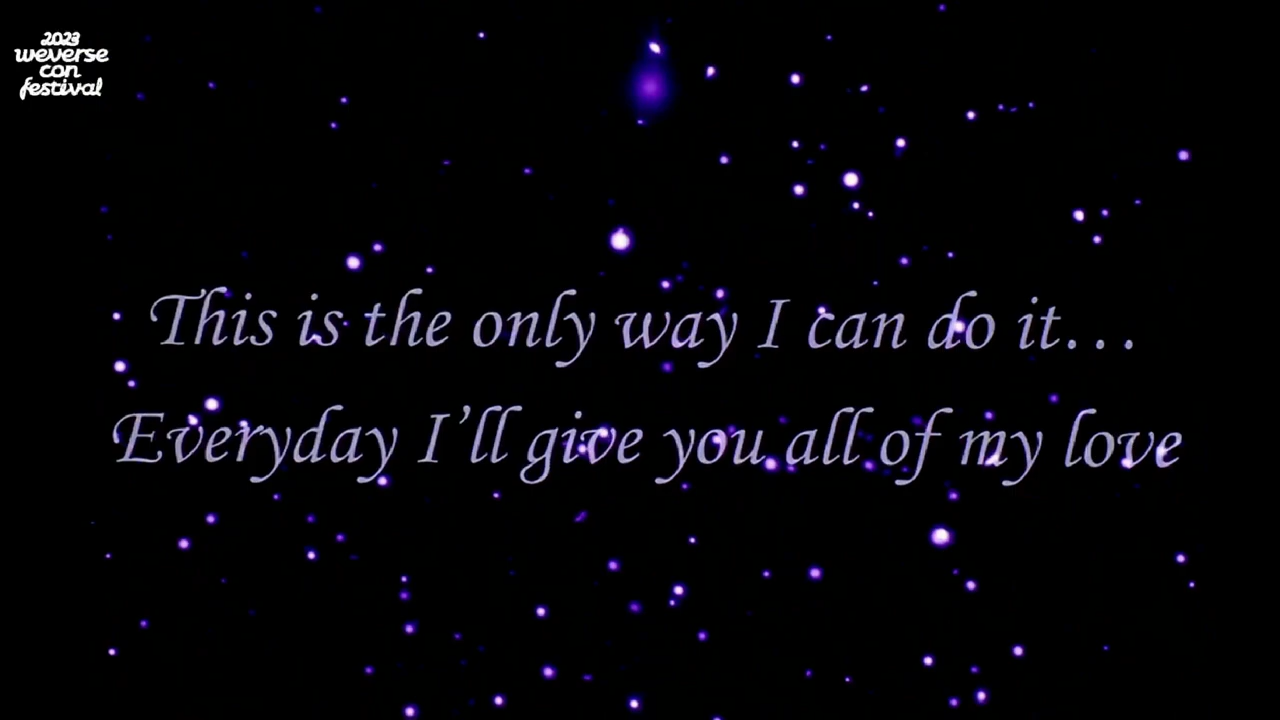 2023
weverse
con
festival
This is the only way I can do it...
Everyday I'll give you all of my love